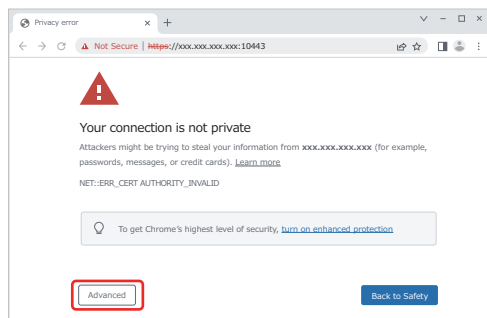 Privacy error
Not Secure | https://xxx.xxx.xxx.xxx:10443
Your connection is not private
Attackers might be trying to steal your information from xxx.xxx.xxx.xxx (for example,
passwords, messages, or credit cards). Learn more
NET::ERR_CERT AUTHORITY_INVALID
To get Chrome's highest level of security, turn on enhanced protection
Advanced
Back to Safety